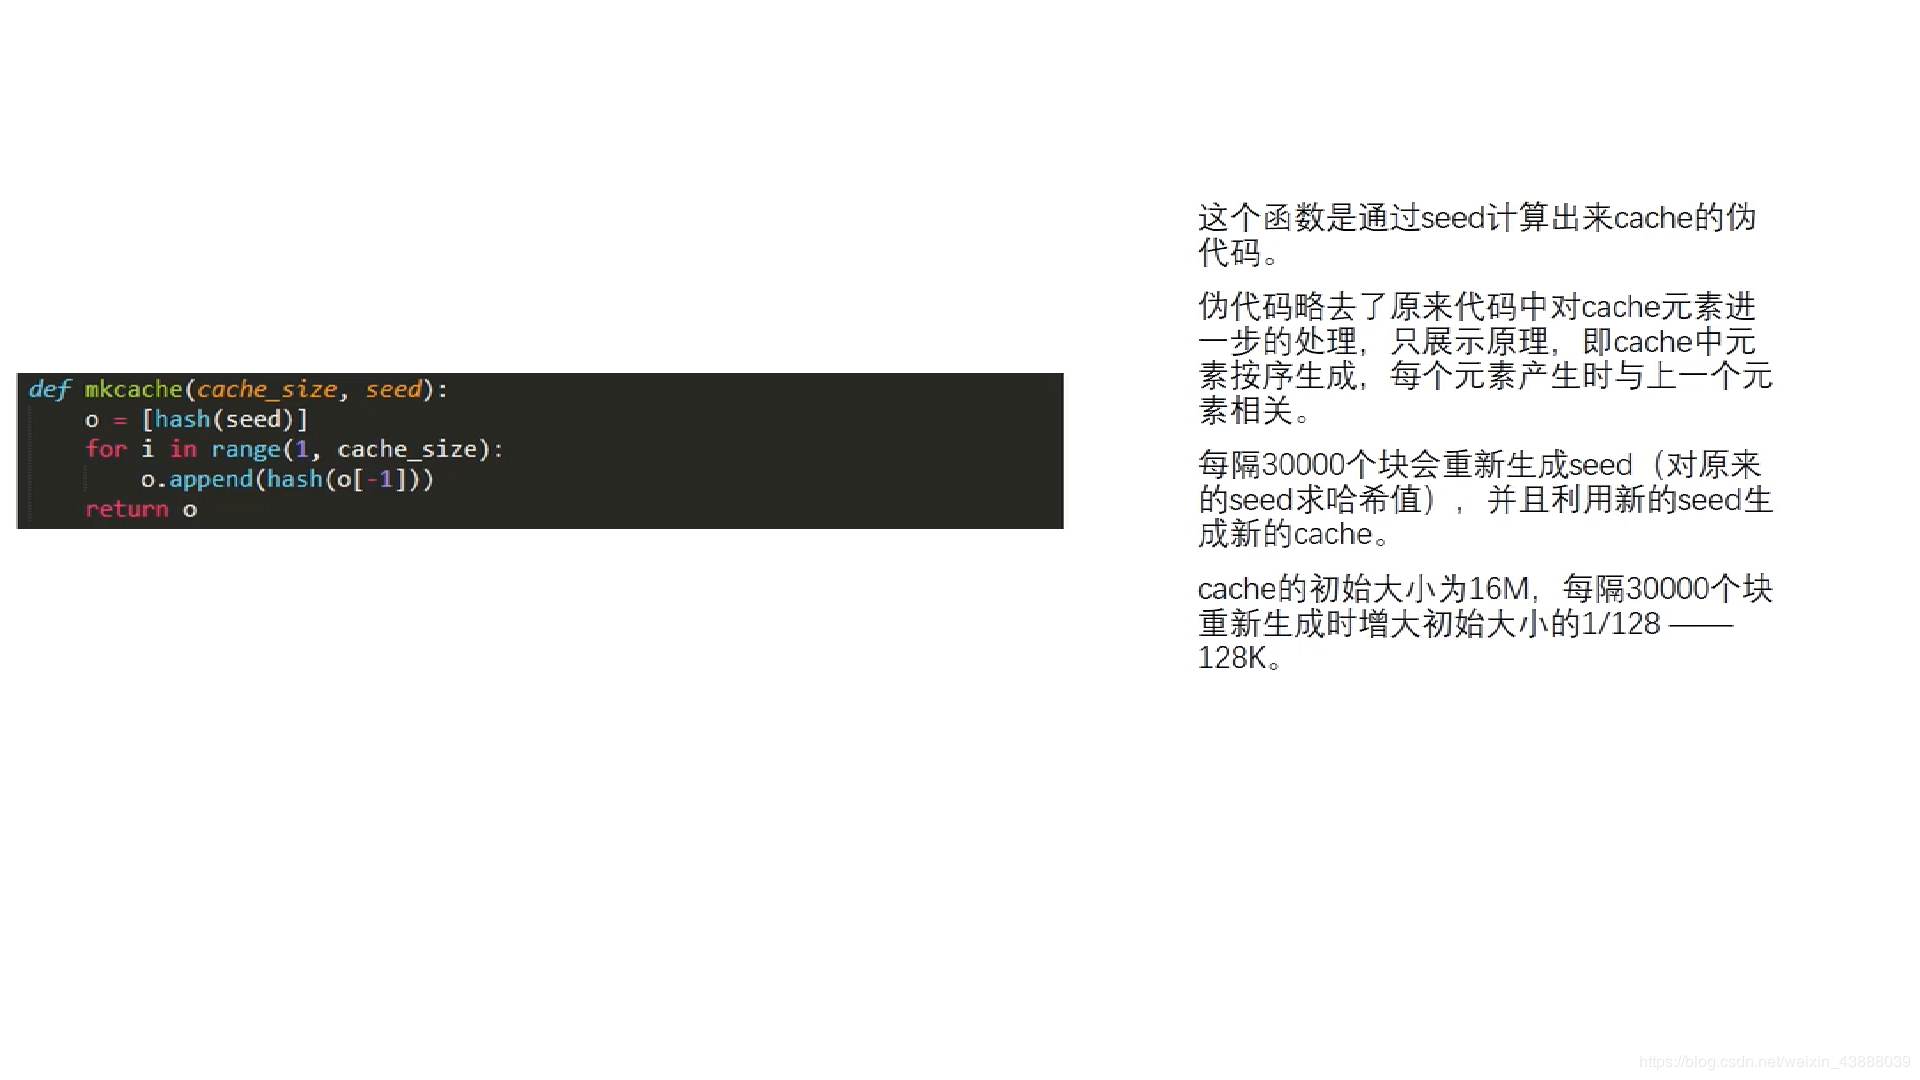 def mkcache(cache_size, seed):
    o = [hash(seed)]
    for i in range(1, cache_size):
        o.append(hash(o[-1]))
    return o
这个函数是通过seed计算出来cache的伪
代码。
伪代码略去了原来代码中对cache元素进
一步的处理，只展示原理，即cache中元
素按序生成，每个元素产生时与上一个元
素相关。
每隔30000个块会重新生成seed（对原来
的seed求哈希值），并且利用新的seed生
成新的cache。
cache的初始大小为16M，每隔30000个块
重新生成时增大初始大小的1/128 ——
128K。
https://blog.csdn.net/weixin_43888039